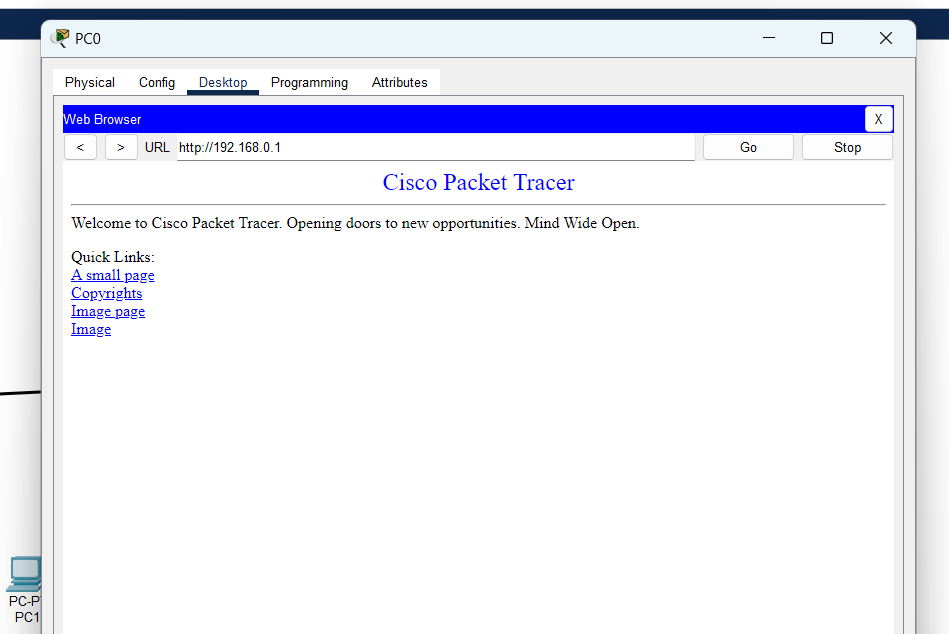 PC0
Physical Config Desktop Programming Attributes
Web Browser X
< > URL http://192.168.0.1 Go Stop
Cisco Packet Tracer
Welcome to Cisco Packet Tracer. Opening doors to new opportunities. Mind Wide Open.
Quick Links:
A small page
Copyrights
Image page
Image
PC-P
PC1